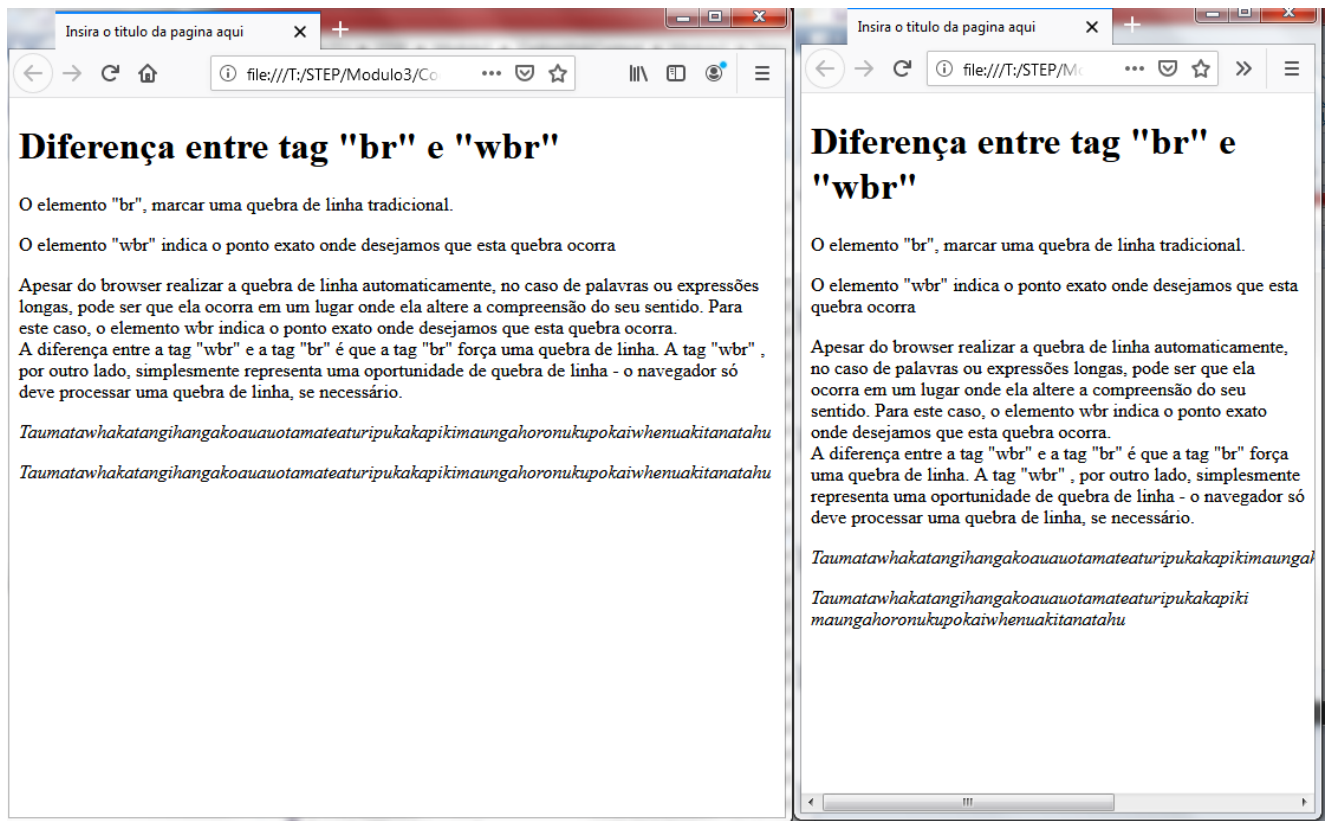 Insira o titulo da pagina aqui
file:///T:/STEP/Modulo3/Co
Diferença entre tag "br" e "wbr"
O elemento "br", marcar uma quebra de linha tradicional.
O elemento "wbr" indica o ponto exato onde desejamos que esta quebra ocorra
Apesar do browser realizar a quebra de linha automaticamente, no caso de palavras ou expressões
longas, pode ser que ela ocorra em um lugar onde ela altere a compreensão do seu sentido. Para
este caso, o elemento wbr indica o ponto exato onde desejamos que esta quebra ocorra.
A diferença entre a tag "wbr" e a tag "br" é que a tag "br" força uma quebra de linha. A tag "wbr" ,
por outro lado, simplesmente representa uma oportunidade de quebra de linha - o navegador só
deve processar uma quebra de linha, se necessário.
Taumatawhakatangihangakoauauotamateaturipukakapikimaungahoronukupokaiwhenuakitanatahu
Taumatawhakatangihangakoauauotamateaturipukakapikimaungahoronukupokaiwhenuakitanatahu
Insira o titulo da pagina aqui
file:///T:/STEP/Mo
Diferença entre tag "br" e
"wbr"
O elemento "br", marcar uma quebra de linha tradicional.
O elemento "wbr" indica o ponto exato onde desejamos que esta
quebra ocorra
Apesar do browser realizar a quebra de linha automaticamente,
no caso de palavras ou expressões longas, pode ser que ela
ocorra em um lugar onde ela altere a compreensão do seu
sentido. Para este caso, o elemento wbr indica o ponto exato
onde desejamos que esta quebra ocorra.
A diferença entre a tag "wbr" e a tag "br" é que a tag "br" força
uma quebra de linha. A tag "wbr" , por outro lado, simplesmente
representa uma oportunidade de quebra de linha - o navegador só
deve processar uma quebra de linha, se necessário.
Taumatawhakatangihangakoauauotamateaturipukakapikimaungah
Taumatawhakatangihangakoauauotamateaturipukakapiki
maungahoronukupokaiwhenuakitanatahu